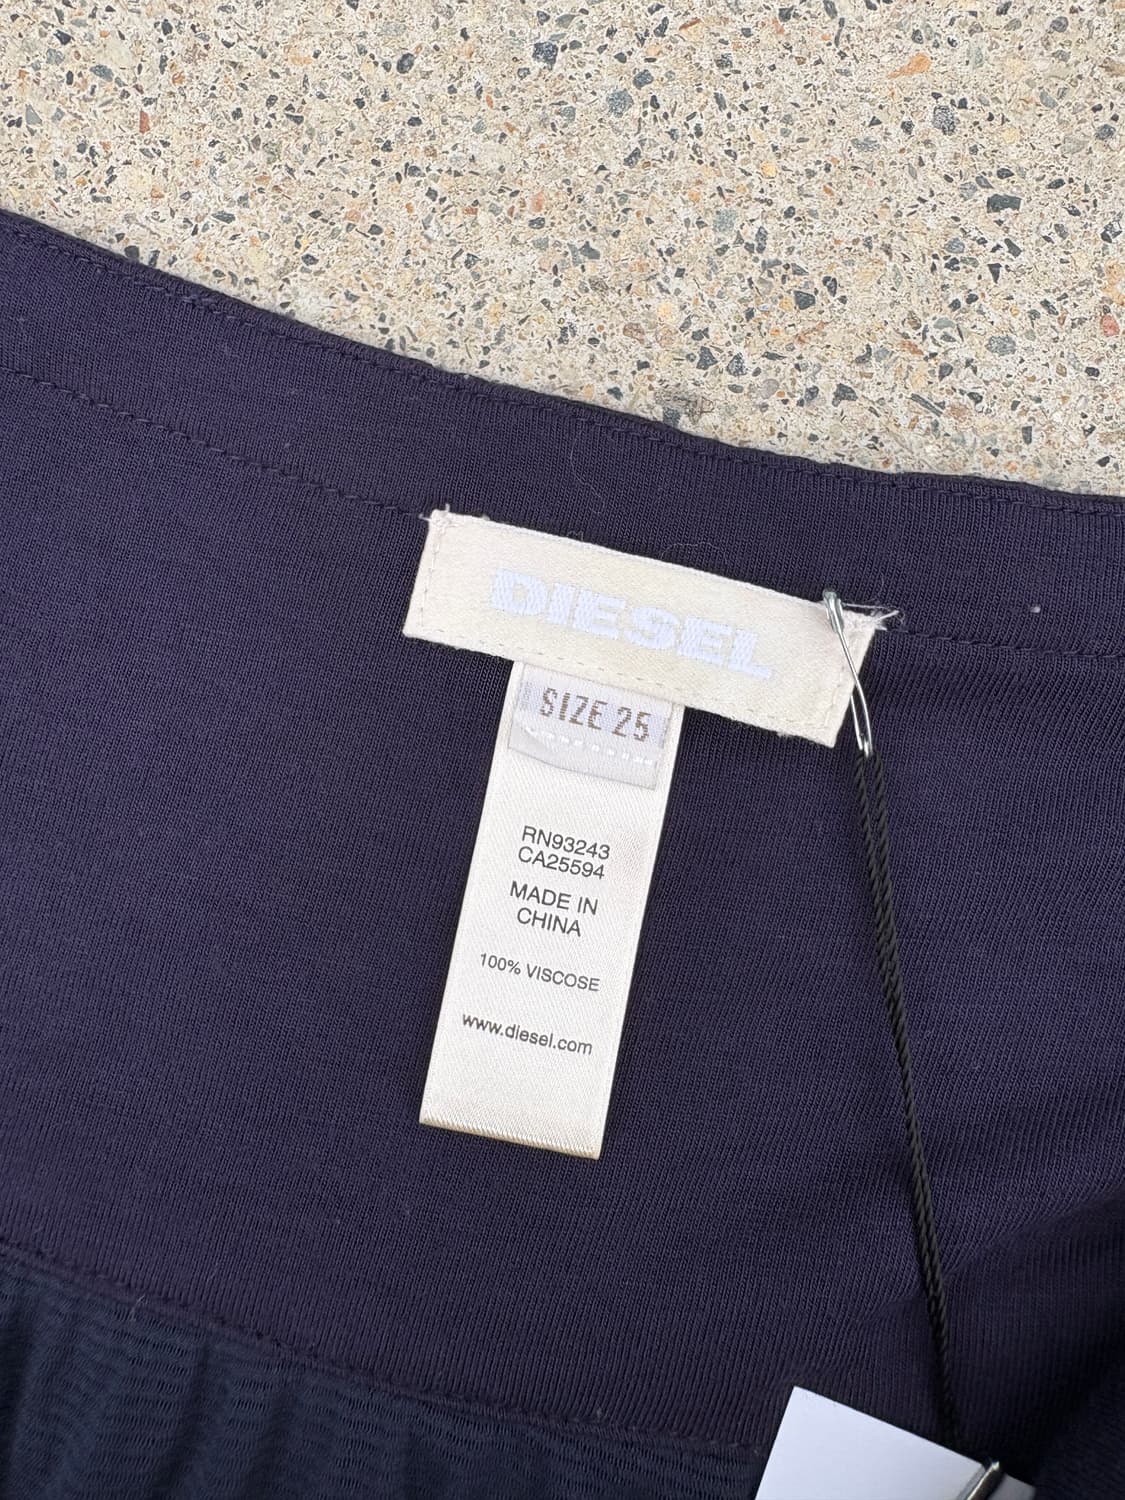 DIESEL
SIZE 25
RN93243
CA25594
MADE IN
CHINA
100% VISCOSE
www.diesel.com